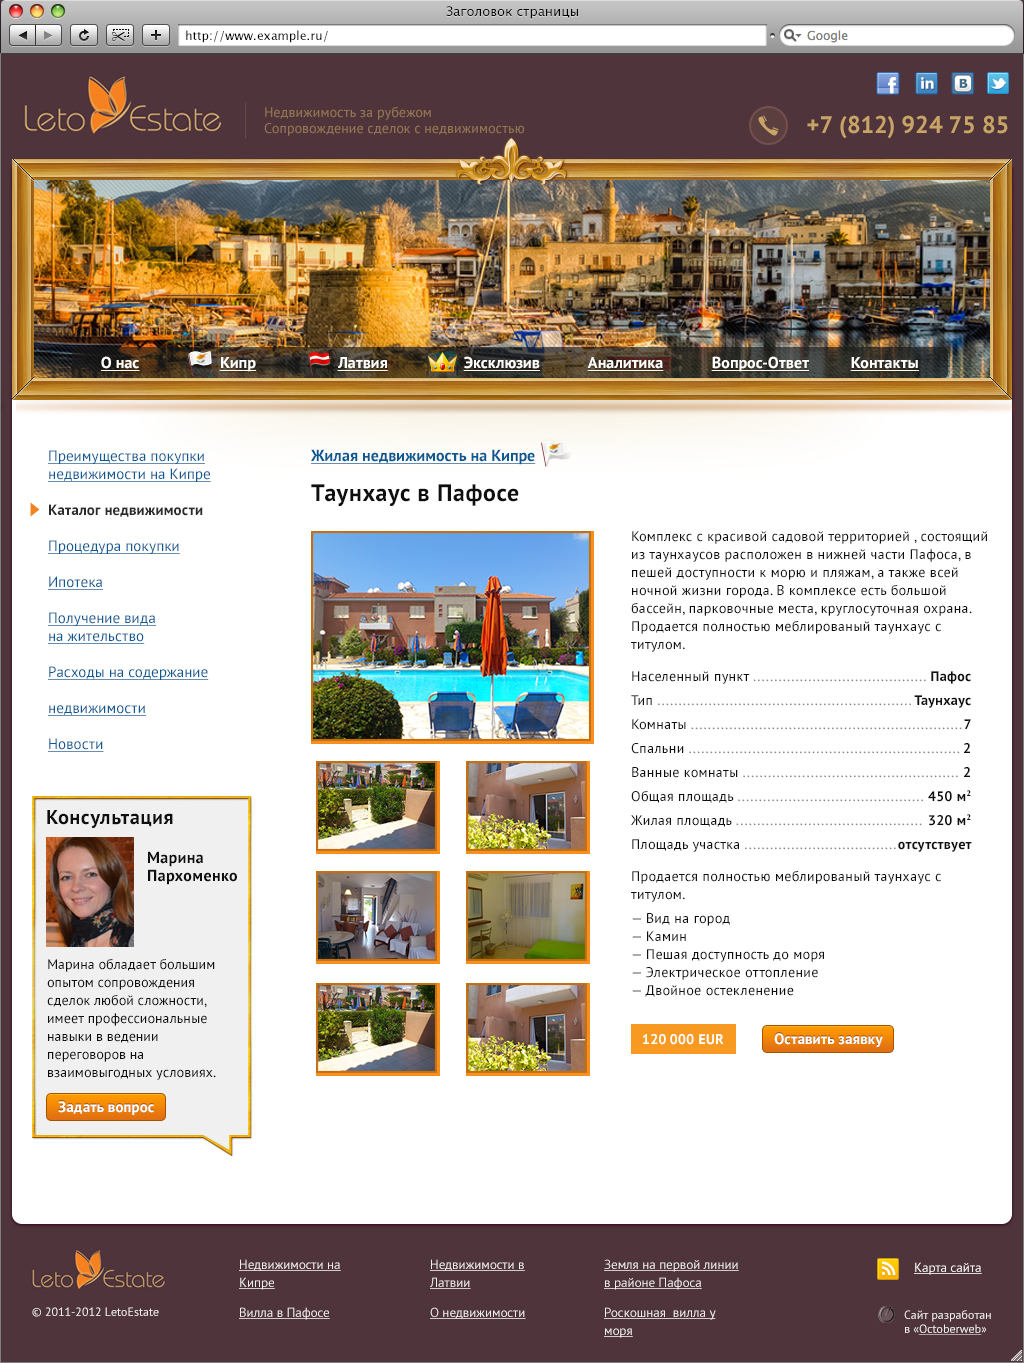 Заголовок страницы
http://www.example.ru/
Google
Leto Estate
Недвижимость за рубежом
Сопровождение сделок с недвижимостью
+7 (812) 924 75 85
О нас
Кипр
Латвия
Эксклюзив
Аналитика
Вопрос-Ответ
Контакты
Преимущества покупки
недвижимости на Кипре
Каталог недвижимости
Процедура покупки
Ипотека
Получение вида
на жительство
Расходы на содержание
недвижимости
Новости
Консультация
Марина
Пархоменко
Марина обладает большим
опытом сопровождения
сделок любой сложности,
имеет профессиональные
навыки в ведении
переговоров на
взаимовыгодных условиях.
Задать вопрос
Жилая недвижимость на Кипре
Таунхаус в Пафосе
Комплекс с красивой садовой территорией , состоящий
из таунхаусов расположен в нижней части Пафоса, в
пешей доступности к морю и пляжам, а также всей
ночной жизни города. В комплексе есть большой
бассейн, парковочные места, круглосуточная охрана.
Продается полностью меблированый таунхаус с
титулом.
Населенный пункт Пафос
Тип Таунхаус
Комнаты 7
Спальни 2
Ванные комнаты 2
Общая площадь 450 м²
Жилая площадь 320 м²
Площадь участка отсутствует
Продается полностью меблированый таунхаус с
титулом.
— Вид на город
— Камин
— Пешая доступность до моря
— Электрическое оттопление
— Двойное остекленение
120 000 EUR
Оставить заявку
Leto Estate
© 2011-2012 LetoEstate
Недвижимости на
Кипре
Вилла в Пафосе
Недвижимости в
Латвии
О недвижимости
Земля на первой линии
в районе Пафоса
Роскошная вилла у
моря
Карта сайта
Сайт разработан
в «Octoberweb»